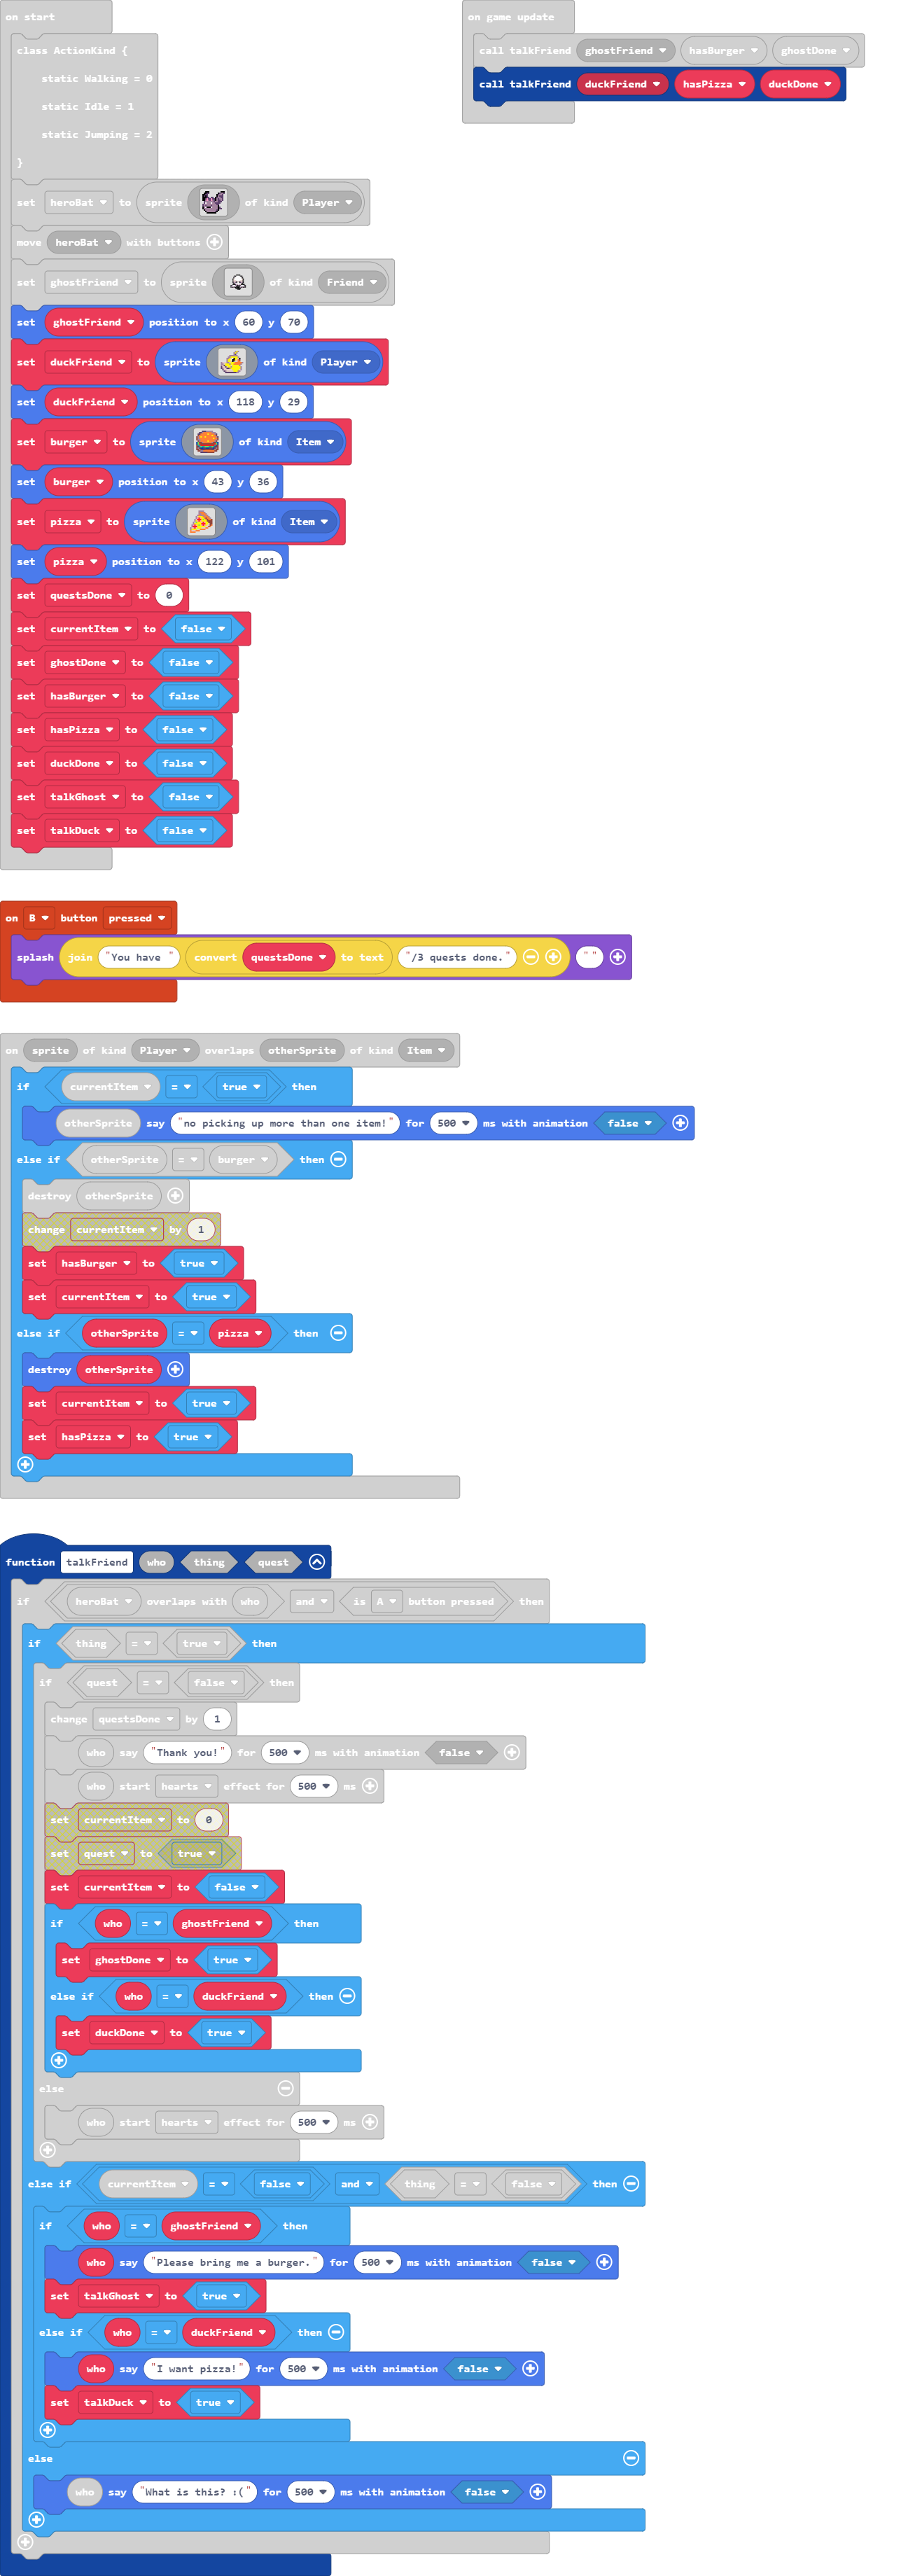 on start
class ActionKind {
static Walking = 0
static Idle = 1
static Jumping = 2
}
set heroBat to sprite of kind Player
move heroBat with buttons
set ghostFriend to sprite of kind Friend
set ghostFriend position to x 60 y 70
set duckFriend to sprite of kind Player
set duckFriend position to x 118 y 29
set burger to sprite of kind Item
set burger position to x 43 y 36
set pizza to sprite of kind Item
set pizza position to x 122 y 101
set questsDone to 0
set currentItem to false
set ghostDone to false
set hasBurger to false
set hasPizza to false
set duckDone to false
set talkGhost to false
set talkDuck to false
on game update
call talkFriend ghostFriend hasBurger ghostDone
call talkFriend duckFriend hasPizza duckDone
on B button pressed
splash join "You have " convert questsDone to text "/3 quests done." ""
on sprite of kind Player overlaps otherSprite of kind Item
if currentItem = true then
otherSprite say "no picking up more than one item!" for 500 ms with animation false
else if otherSprite = burger then
destroy otherSprite
change currentItem by 1
set hasBurger to true
set currentItem to true
else if otherSprite = pizza then
destroy otherSprite
set currentItem to true
set hasPizza to true
function talkFriend who thing quest
if heroBat overlaps with who and is A button pressed then
if thing = true then
if quest = false then
change questsDone by 1
who say "Thank you!" for 500 ms with animation false
who start hearts effect for 500 ms
set currentItem to 0
set quest to true
set currentItem to false
if who = ghostFriend then
set ghostDone to true
else if who = duckFriend then
set duckDone to true
else
who start hearts effect for 500 ms
else if currentItem = false and thing = false then
if who = ghostFriend then
who say "Please bring me a burger." for 500 ms with animation false
set talkGhost to true
else if who = duckFriend then
who say "I want pizza!" for 500 ms with animation false
set talkDuck to true
else
who say "What is this? :(" for 500 ms with animation false